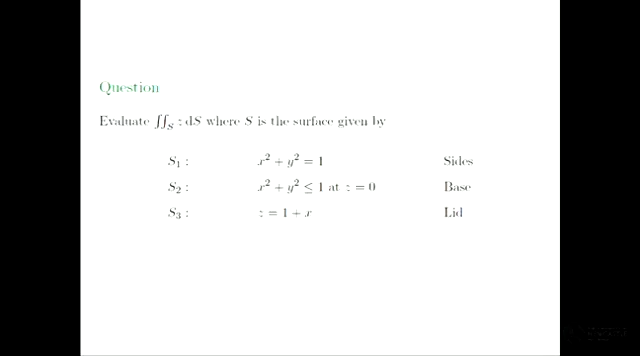 Question
Evaluate ∬_S z dS where S is the surface given by
S₁ : x² + y² = 1 Sides
S₂ : x² + y² ≤ 1 at z = 0 Base
S₃ : z = 1 + x Lid